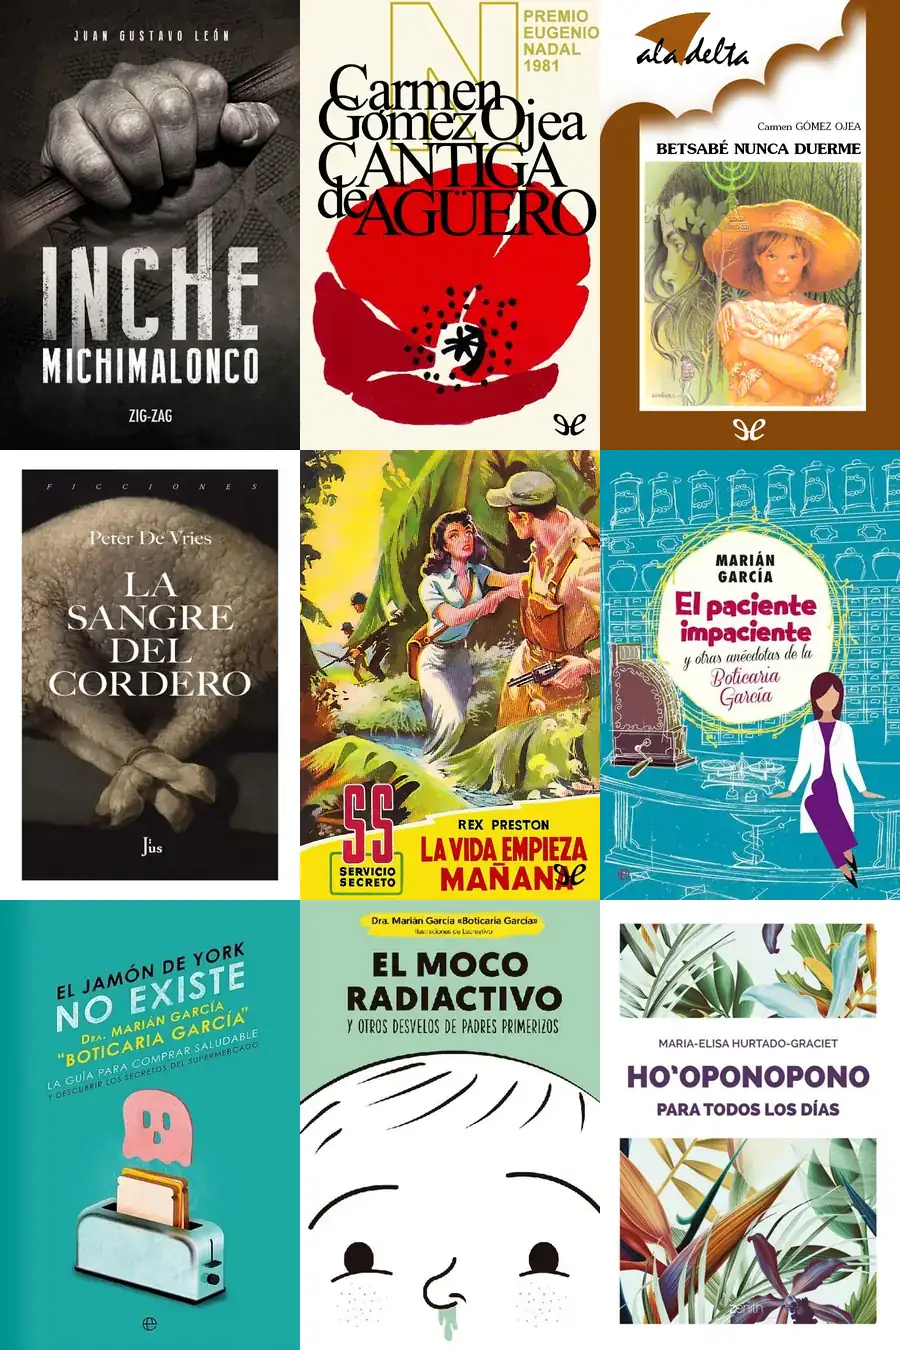 JUAN GUSTAVO LEÓN
INCHE
MICHIMALONCO
ZIG-ZAG
N
PREMIO
EUGENIO
NADAL
1981
Carmen
Gómez Ojea
CANTIGA
de AGÜERO
ala delta
Carmen GÓMEZ OJEA
BETSABÉ NUNCA DUERME
FICCIONES
Peter De Vries
LA
SANGRE
DEL
CORDERO
Jus
SS
SERVICIO
SECRETO
REX PRESTON
LA VIDA EMPIEZA
MAÑANA
MARIÁN
GARCÍA
El paciente
impaciente
y otras anécdotas de la
Boticaria
García
EL JAMÓN DE YORK
NO EXISTE
DRA. MARIÁN GARCÍA
"BOTICARIA GARCÍA"
LA GUÍA PARA COMPRAR SALUDABLE
Y DESCUBRIR LOS SECRETOS DEL SUPERMERCADO
Dra. Marián García «Boticaria García»
Ilustraciones de Lucreativo
EL MOCO
RADIACTIVO
Y OTROS DESVELOS DE PADRES PRIMERIZOS
MARIA-ELISA HURTADO-GRACIET
HO'OPONOPONO
PARA TODOS LOS DÍAS
zenith